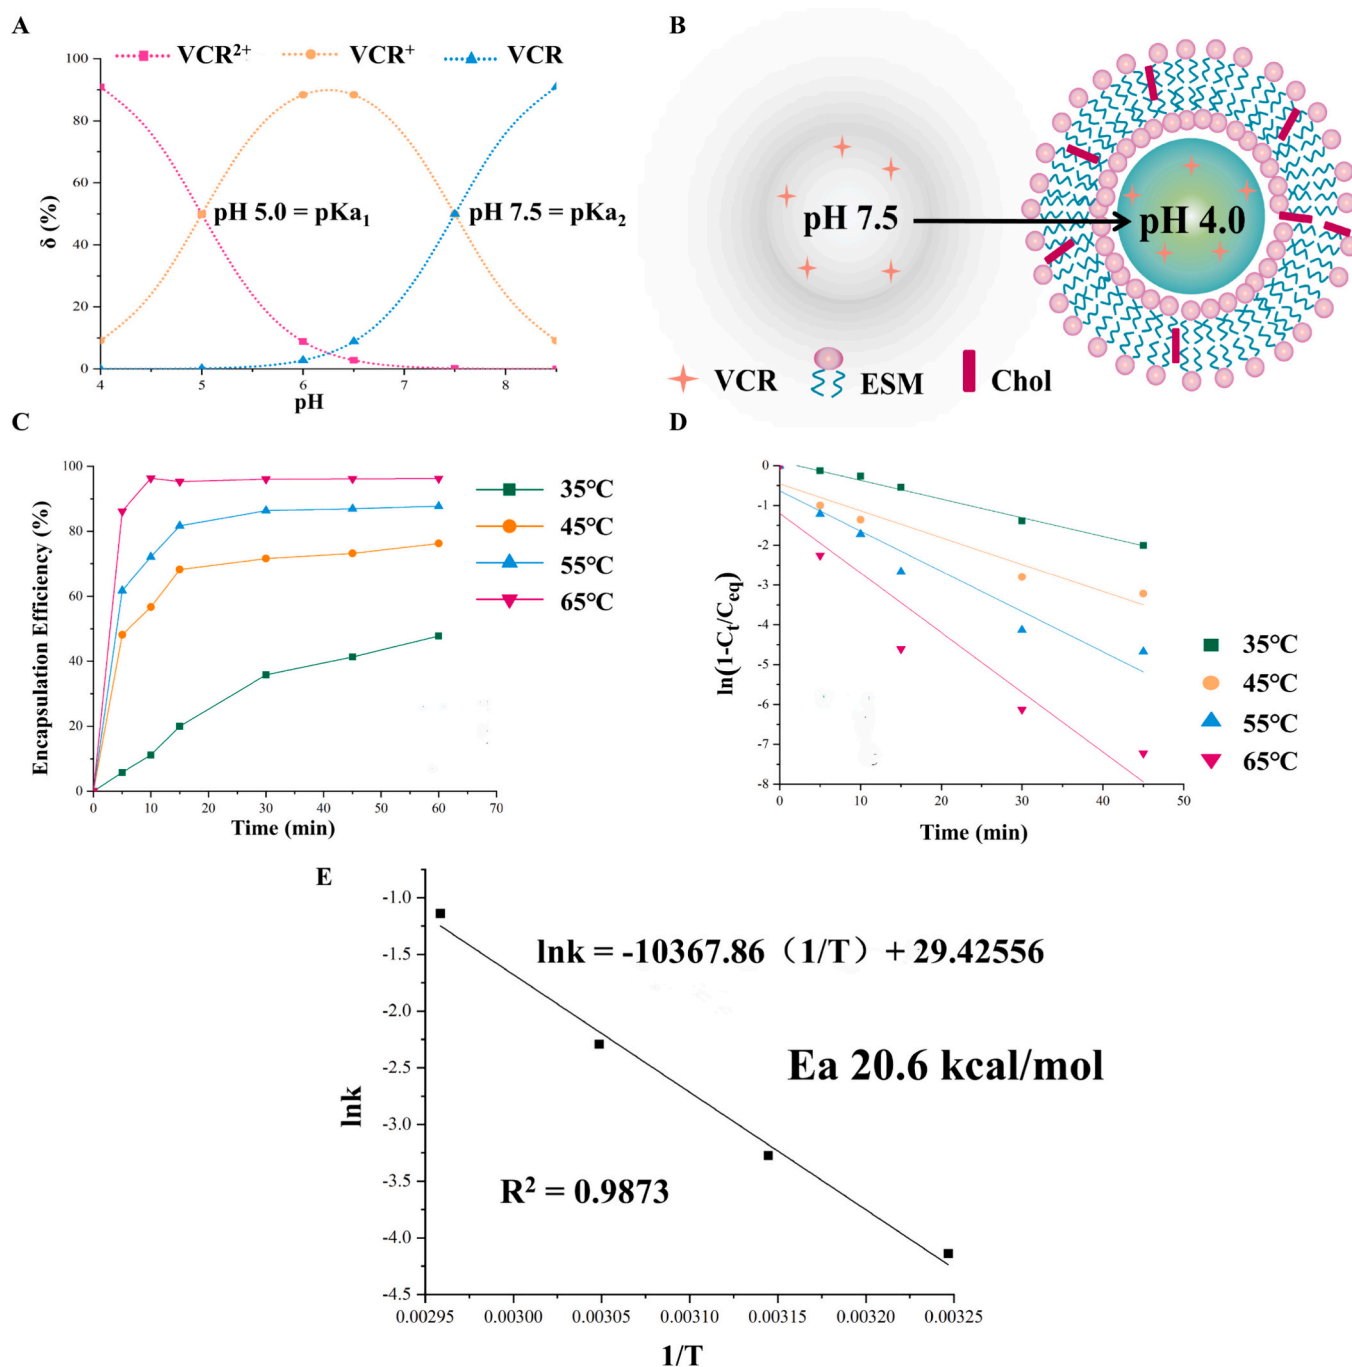 A
VCR²⁺
VCR⁺
VCR
100
80
60
40
20
0
δ (%)
pH 5.0 = pKa₁
pH 7.5 = pKa₂
4
5
6
7
8
pH
B
pH 7.5
pH 4.0
VCR
ESM
Chol
C
100
80
60
40
20
0
Encapsulation Efficiency (%)
35°C
45°C
55°C
65°C
0
10
20
30
40
50
60
70
Time (min)
D
0
-1
-2
-3
-4
-5
-6
-7
-8
ln(1-Cₜ/Cₑq)
35°C
45°C
55°C
65°C
0
10
20
30
40
50
Time (min)
E
-1.0
-1.5
-2.0
-2.5
-3.0
-3.5
-4.0
-4.5
lnk
lnk = -10367.86（1/T）+ 29.42556
Ea 20.6 kcal/mol
R² = 0.9873
0.00295
0.00300
0.00305
0.00310
0.00315
0.00320
0.00325
1/T